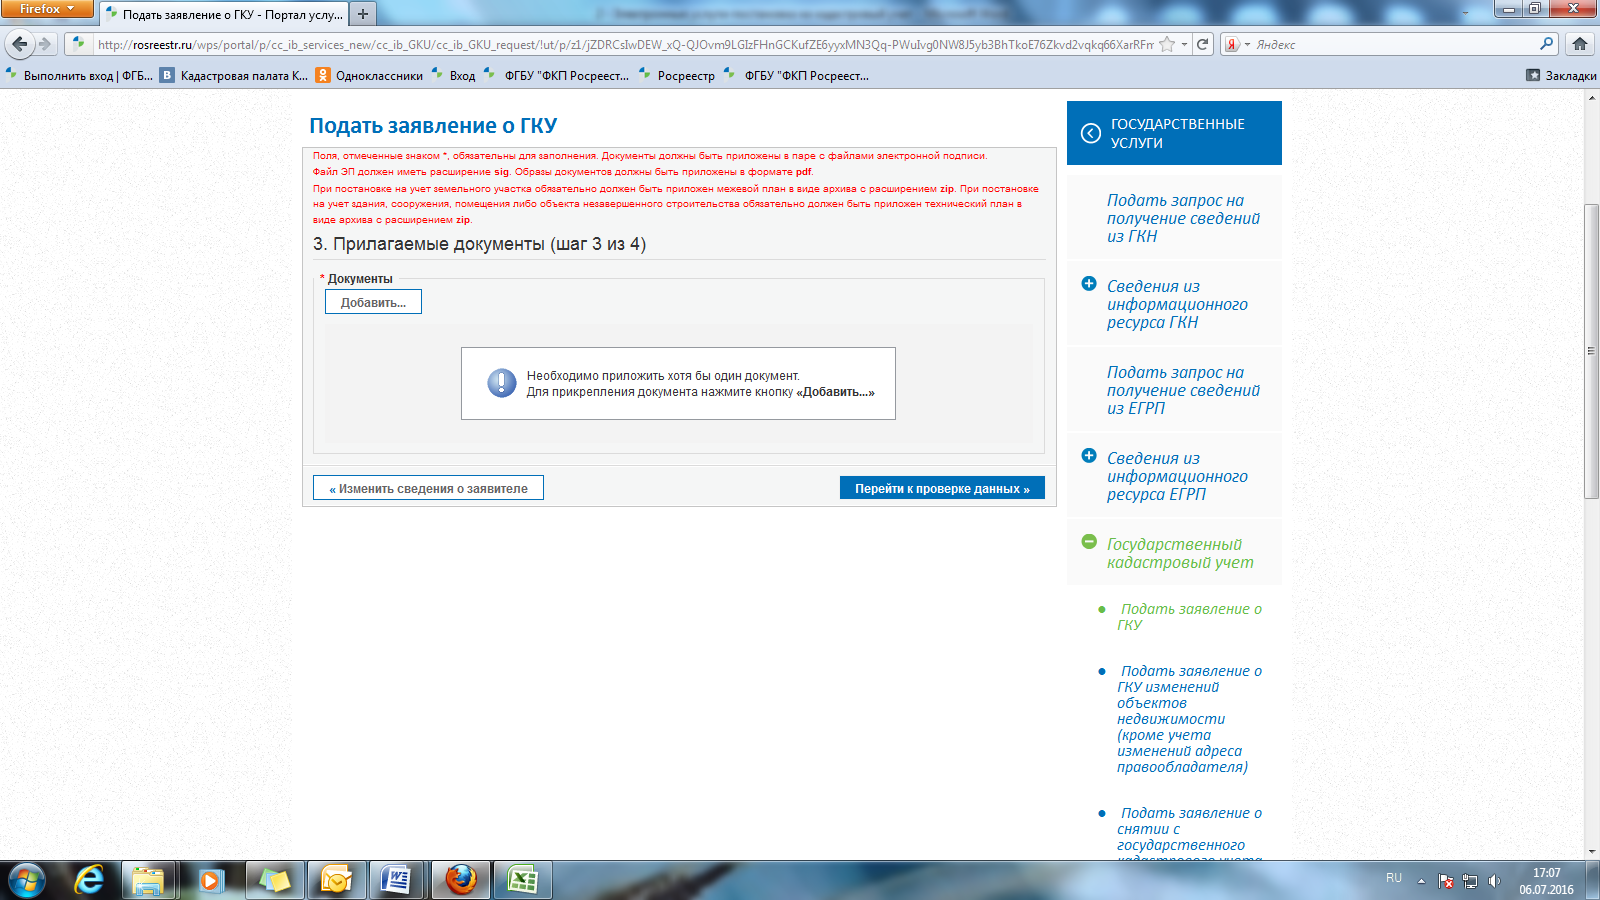 Firefox
Подать заявление о ГКУ - Портал услу...
http://rosreestr.ru/wps/portal/p/cc_ib_services_new/cc_ib_GKU/cc_ib_GKU_request/!ut/p/z1/jZDRCsIwDEW_xQ-QJOvm9LGIzFHnGCKufZE6yyxMN3Qq-PWuIvg0NW8J5yb3BhTkoE76Zkvd2vqkq66XarRFrr
Яндекс
Выполнить вход | ФГБ...
Кадастровая палата К...
Одноклассники
Вход
ФГБУ "ФКП Росреест...
Росреестр
ФГБУ "ФКП Росреест...
Закладки
Подать заявление о ГКУ
Поля, отмеченные знаком *, обязательны для заполнения. Документы должны быть приложены в паре с файлами электронной подписи.
Файл ЭП должен иметь расширение sig. Образы документов должны быть приложены в формате pdf.
При постановке на учет земельного участка обязательно должен быть приложен межевой план в виде архива с расширением zip. При постановке
на учет здания, сооружения, помещения либо объекта незавершенного строительства обязательно должен быть приложен технический план в
виде архива с расширением zip.
3. Прилагаемые документы (шаг 3 из 4)
* Документы
Добавить...
Необходимо приложить хотя бы один документ.
Для прикрепления документа нажмите кнопку «Добавить...»
« Изменить сведения о заявителе
Перейти к проверке данных »
ГОСУДАРСТВЕННЫЕ
УСЛУГИ
Подать запрос на
получение сведений
из ГКН
Сведения из
информационного
ресурса ГКН
Подать запрос на
получение сведений
из ЕГРП
Сведения из
информационного
ресурса ЕГРП
Государственный
кадастровый учет
Подать заявление о
ГКУ
Подать заявление о
ГКУ изменений
объектов
недвижимости
(кроме учета
изменений адреса
правообладателя)
Подать заявление о
снятии с
государственного
кадастрового учета
RU
17:07
06.07.2016